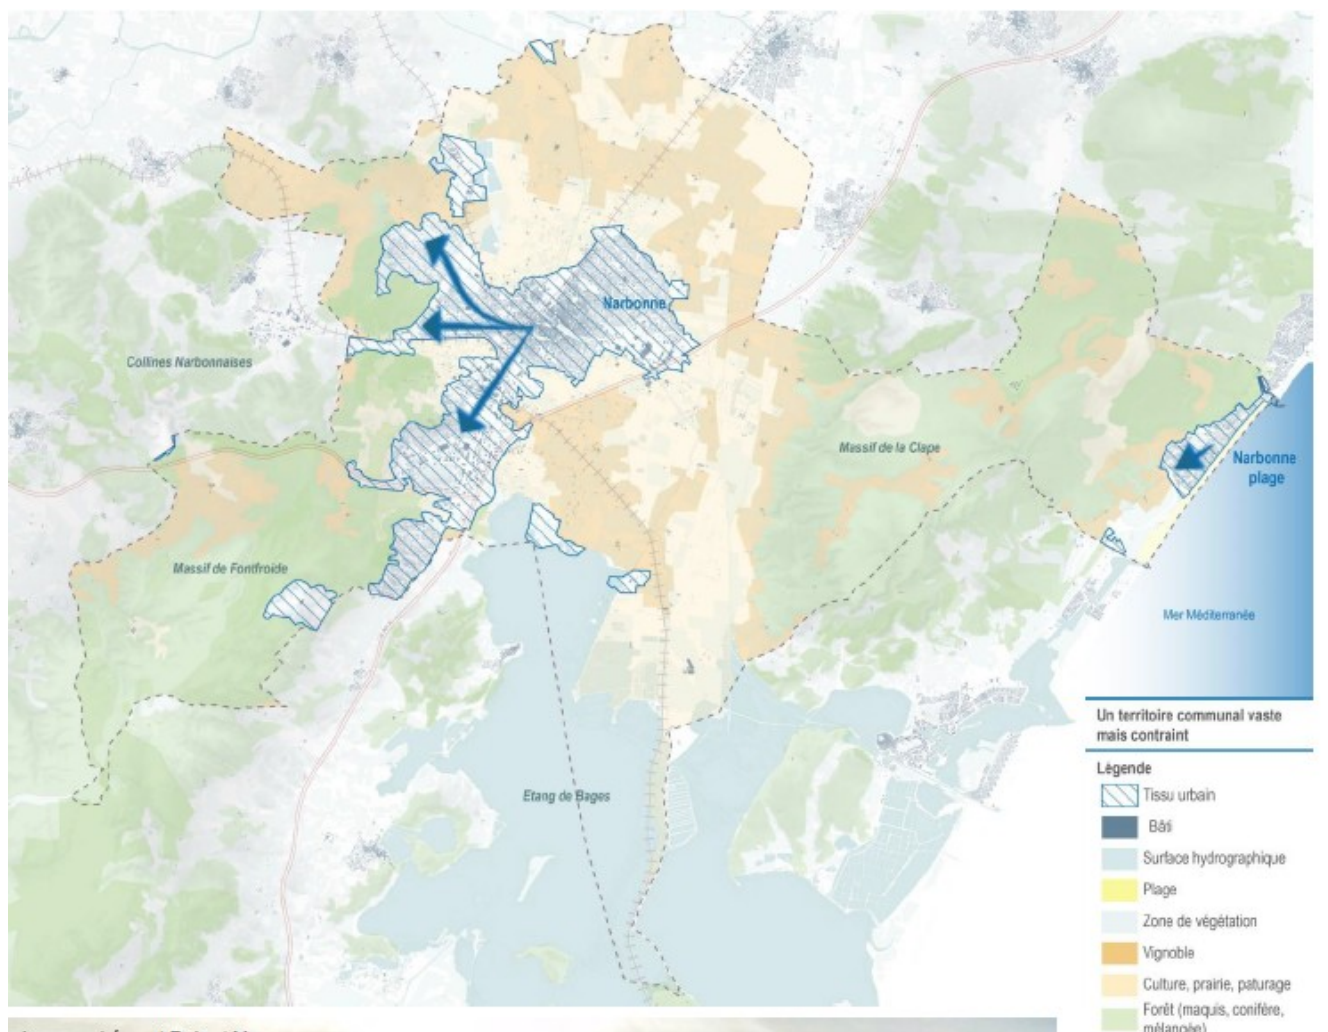 Narbonne
Collines Narbonnaises
Massif de la Clape
Narbonne
plage
Massif de Fontfroide
Mer Méditerranée
Etang de Bages
Un territoire communal vaste
mais contraint
Légende
Tissu urbain
Bâti
Surface hydrographique
Plage
Zone de végétation
Vignoble
Culture, prairie, paturage
Forêt (maquis, conifère,
mélangée)